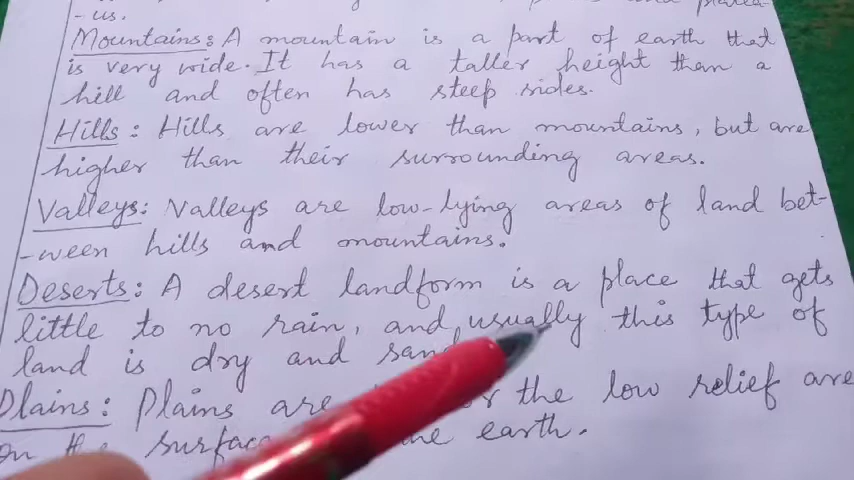 - us.
Mountains: A mountain is a part of earth that
is very wide. It has a taller height than a
hill and often has steep sides.
Hills: Hills are lower than mountains, but are
higher than their surrounding areas.
Valleys: Valleys are low-lying areas of land bet-
-ween hills and mountains.
Deserts: A desert landform is a place that gets
little to no rain, and usually this type of
land is dry and
Plains: Plains are the low relief are
on the earth.